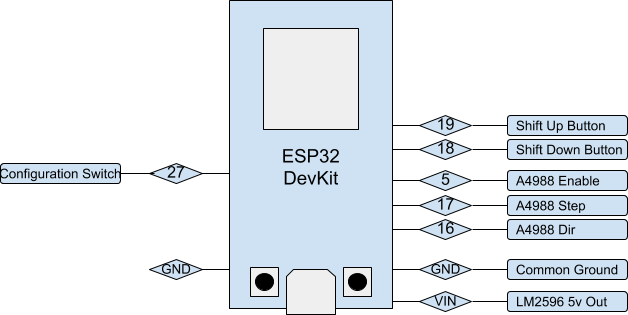 ESP32
DevKit
Configuration Switch
27
GND
19
Shift Up Button
18
Shift Down Button
5
A4988 Enable
17
A4988 Step
16
A4988 Dir
GND
Common Ground
VIN
LM2596 5v Out